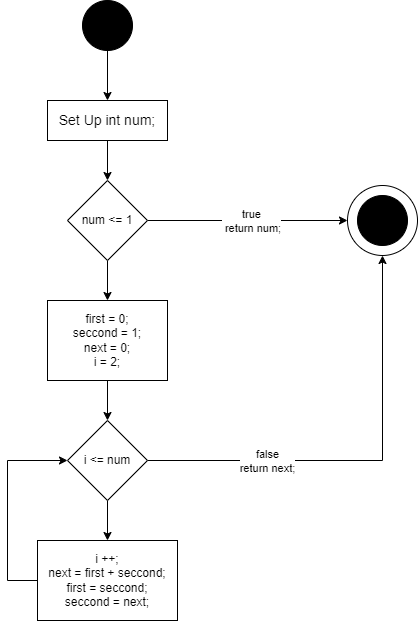 Set Up int num;
num <= 1
true
return num;
first = 0;
seccond = 1;
next = 0;
i = 2;
i <= num
false
return next;
i ++;
next = first + seccond;
first = seccond;
seccond = next;